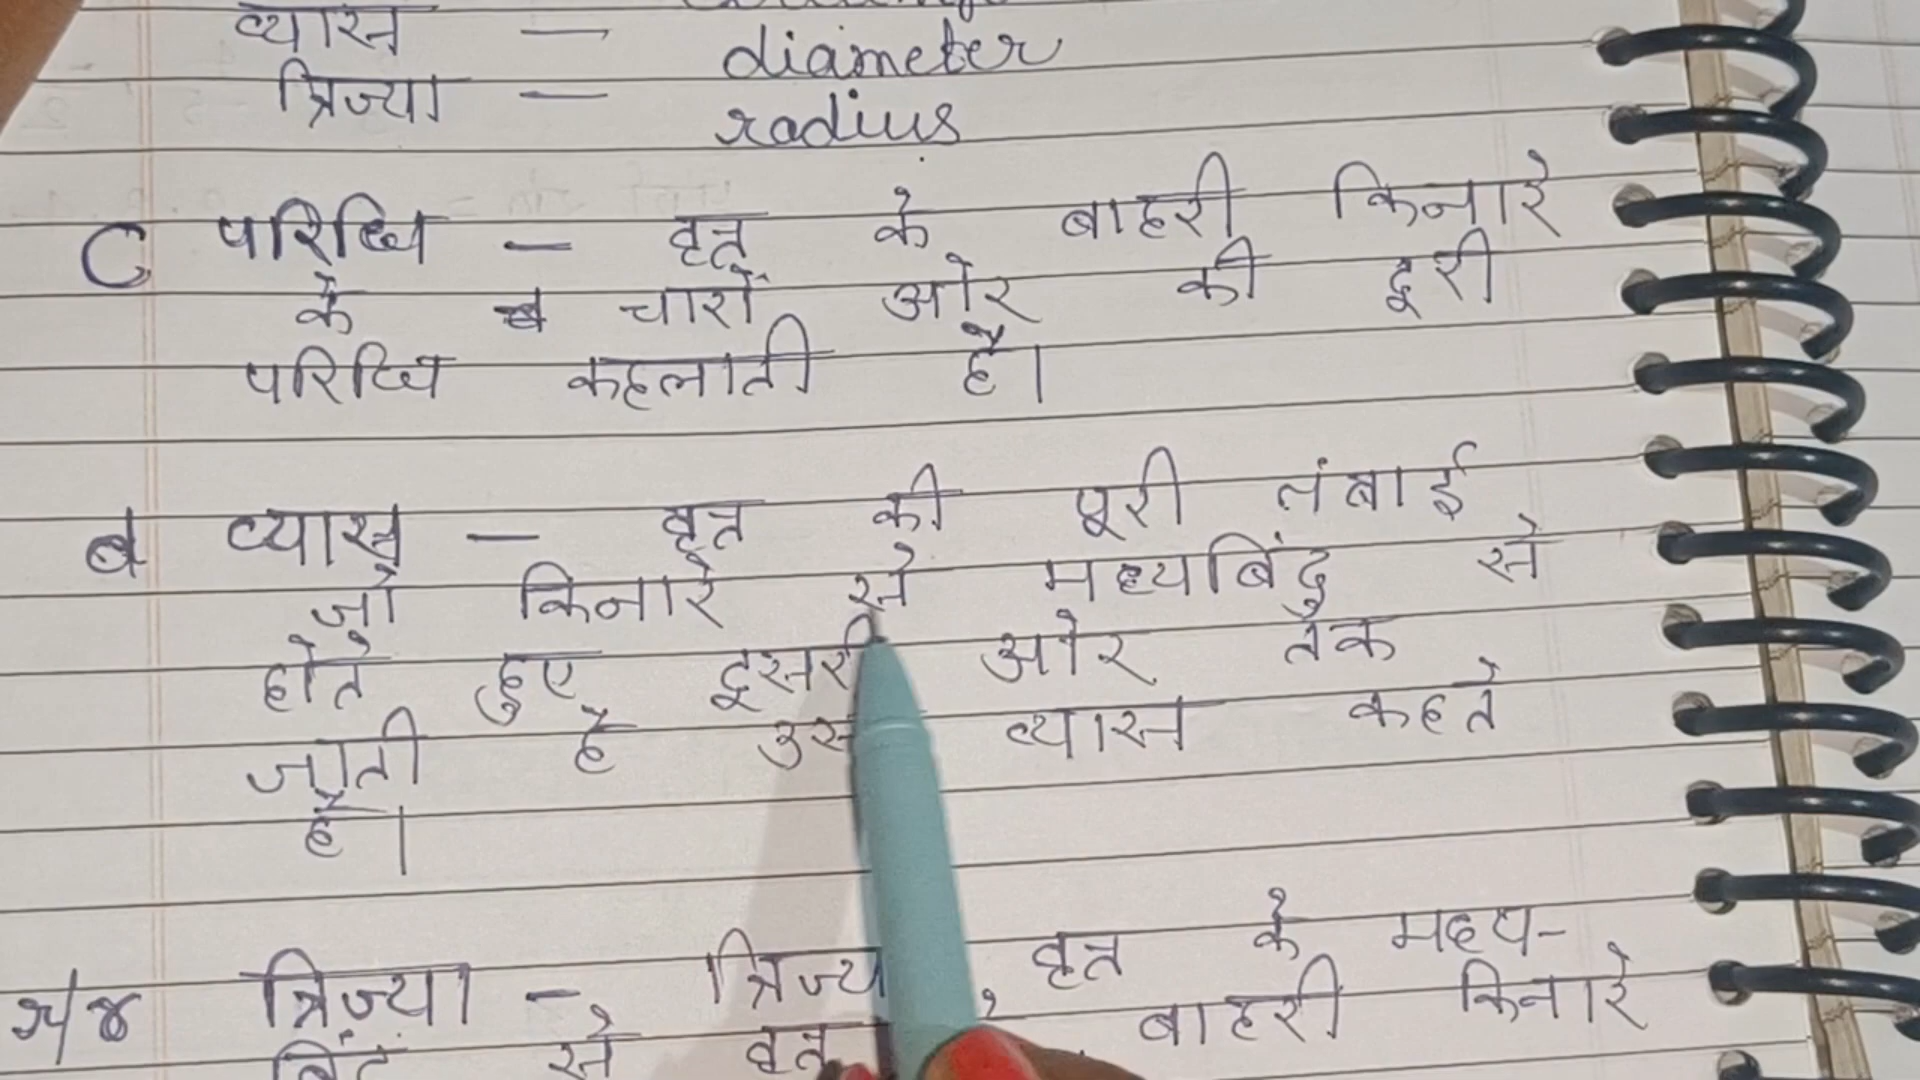 व्यास — diameter
त्रिज्या — radius
C परिधि — वृत्त के बाहरी किनारे
के चारों ओर की दूरी
परिधि कहलाती है।
व्यास — वृत्त की पूरी लंबाई
जो किनारे से मध्यबिंदु से
होते हुए दूसरी ओर तक
जाती है व्यास कहते
है।
त्रिज्या — वृत्त के मध्य-
से वृत्त बाहरी किनारे